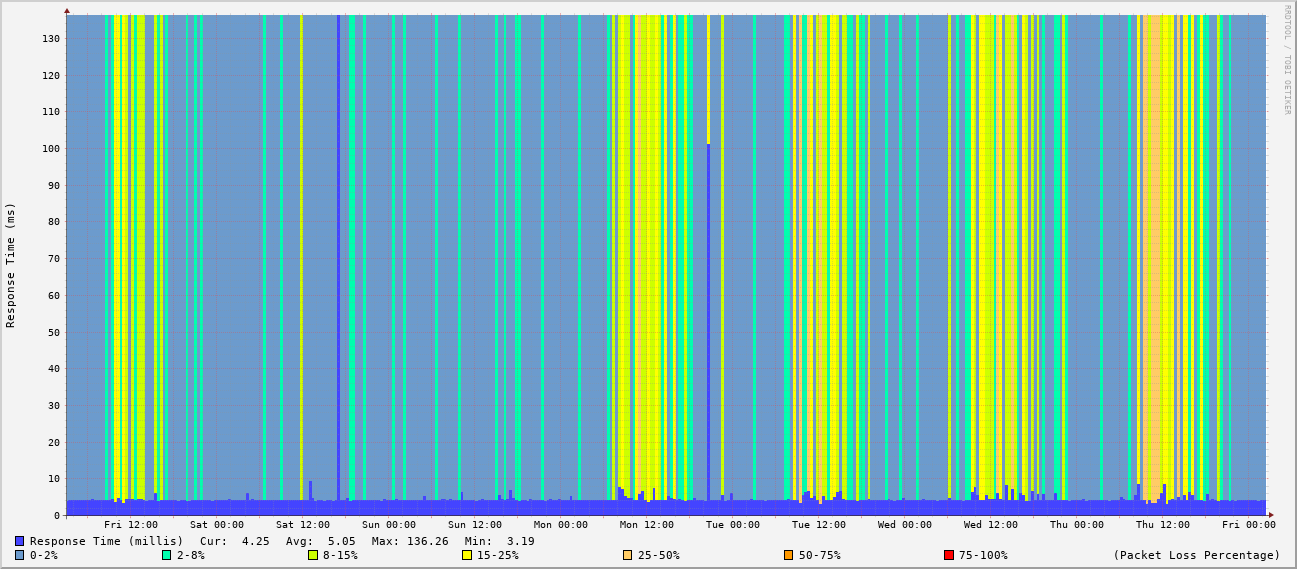 RRDTOOL / TOBI OETIKER
Response Time (ms)
130
120
110
100
90
80
70
60
50
40
30
20
10
0
Fri 12:00 Sat 00:00 Sat 12:00 Sun 00:00 Sun 12:00 Mon 00:00 Mon 12:00 Tue 00:00 Tue 12:00 Wed 00:00 Wed 12:00 Thu 00:00 Thu 12:00 Fri 00:00
Response Time (millis) Cur: 4.25 Avg: 5.05 Max: 136.26 Min: 3.19
0-2% 2-8% 8-15% 15-25% 25-50% 50-75% 75-100% (Packet Loss Percentage)